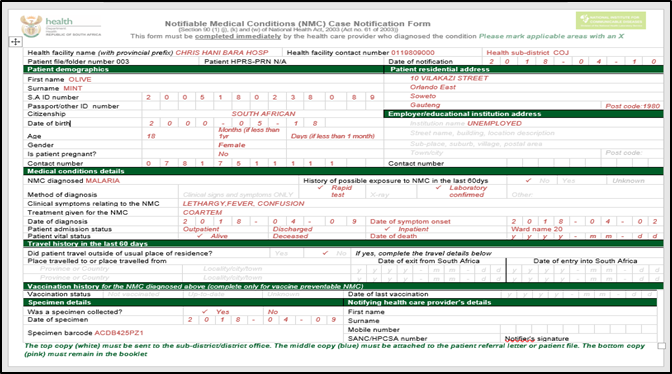 health
Department:
Health
REPUBLIC OF SOUTH AFRICA
Notifiable Medical Conditions (NMC) Case Notification Form
(Section 90 (1) (j), (k) and (w) of National Health Act, 2003 (Act no. 61 of 2003))
This form must be completed immediately by the health care provider who diagnosed the condition Please mark applicable areas with an X
Health facility name (with provincial prefix) CHRIS HANI BARA HOSP Health facility contact number 0119809000 Health sub-district COJ
Patient file/folder number 003 Patient HPRS-PRN N/A Date of notification 2 0 1 8 - 0 4 - 1 0
Patient demographics Patient residential address
First name OLIVE 10 VILAKAZI STREET
Surname MINT Orlando East
S.A ID number 2 0 0 5 1 8 0 2 3 8 0 8 9 Soweto
Passport/other ID number Gauteng Post code:1980
Citizenship SOUTH AFRICAN Employer/educational institution address
Date of birth 2 0 0 0 - 0 5 - 1 8 Institution name UNEMPLOYED
Age 18 Months (if less than 1yr Days (if less than 1 month) Street name, building, location description
Gender Female Sub-place, suburb, village, postal area
Is patient pregnant? No Town/city Post code:
Contact number 0 7 8 1 7 5 1 1 1 1 Contact number
Medical conditions details
NMC diagnosed MALARIA History of possible exposure to NMC in the last 60dys ✓ No Yes Unknown
Method of diagnosis Clinical signs and symptoms ONLY ✓ Rapid test X-ray ✓ Laboratory confirmed Other
Clinical symptoms relating to the NMC LETHARGY,FEVER, CONFUSION
Treatment given for the NMC COARTEM
Date of diagnosis 2 0 1 8 - 0 4 - 0 9 Date of symptom onset 2 0 1 8 - 0 4 - 0 2
Patient admission status Outpatient Discharged ✓ Inpatient Ward name 20
Patient vital status ✓ Alive Deceased Date of death y y y y - m m - d d
Travel history in the last 60 days
Did patient travel outside of usual place of residence? Yes ✓ No If yes, complete the travel details below
Place travelled to or place travelled from Date of exit from South Africa Date of entry into South Africa
Province or Country Locality/city/town y y y y - m m - d d y y y y - m m - d d
Province or Country Locality/city/town y y y y - m m - d d y y y y - m m - d d
Vaccination history for the NMC diagnosed above (complete only for vaccine preventable NMC)
Vaccination status Not vaccinated Up-to-date Unknown Date of last vaccination y y y y - m m - d d
Specimen details Notifying health care provider's details
Was a specimen collected? ✓ Yes No First name
Date of specimen 2 0 1 8 - 0 4 - 0 9 Surname
Specimen barcode ACDB425PZ1 Mobile number
SANC/HPCSA number Notifier's signature
The top copy (white) must be sent to the sub-district/district office. The middle copy (blue) must be attached to the patient referral letter or patient file. The bottom copy
(pink) must remain in the booklet